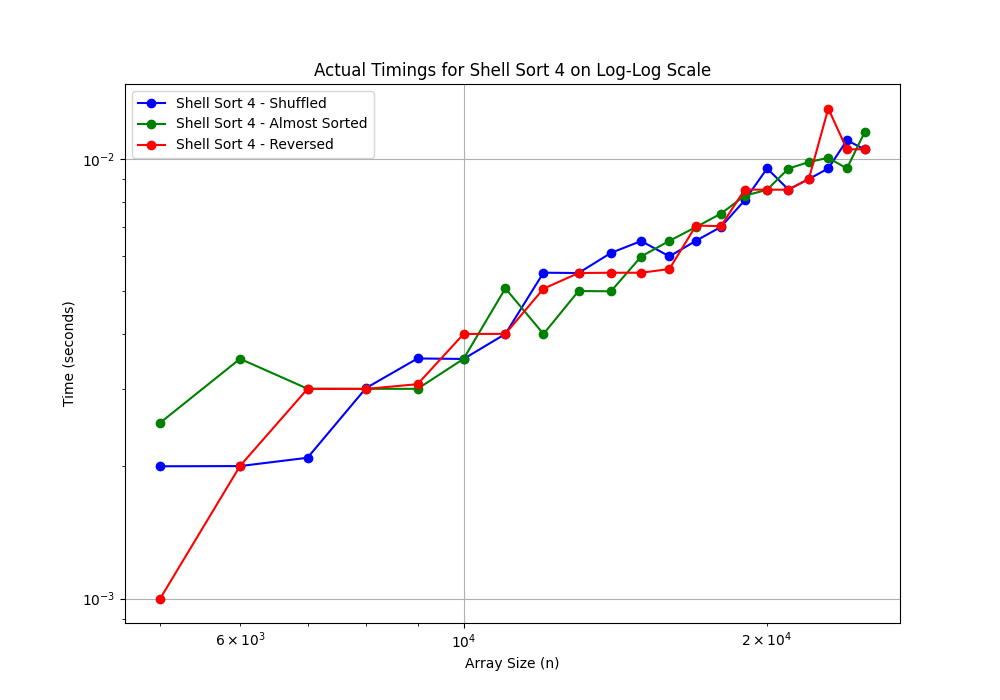 Actual Timings for Shell Sort 4 on Log-Log Scale
Shell Sort 4 - Shuffled
Shell Sort 4 - Almost Sorted
Shell Sort 4 - Reversed
Time (seconds)
10⁻²
10⁻³
6 × 10³
10⁴
2 × 10⁴
Array Size (n)